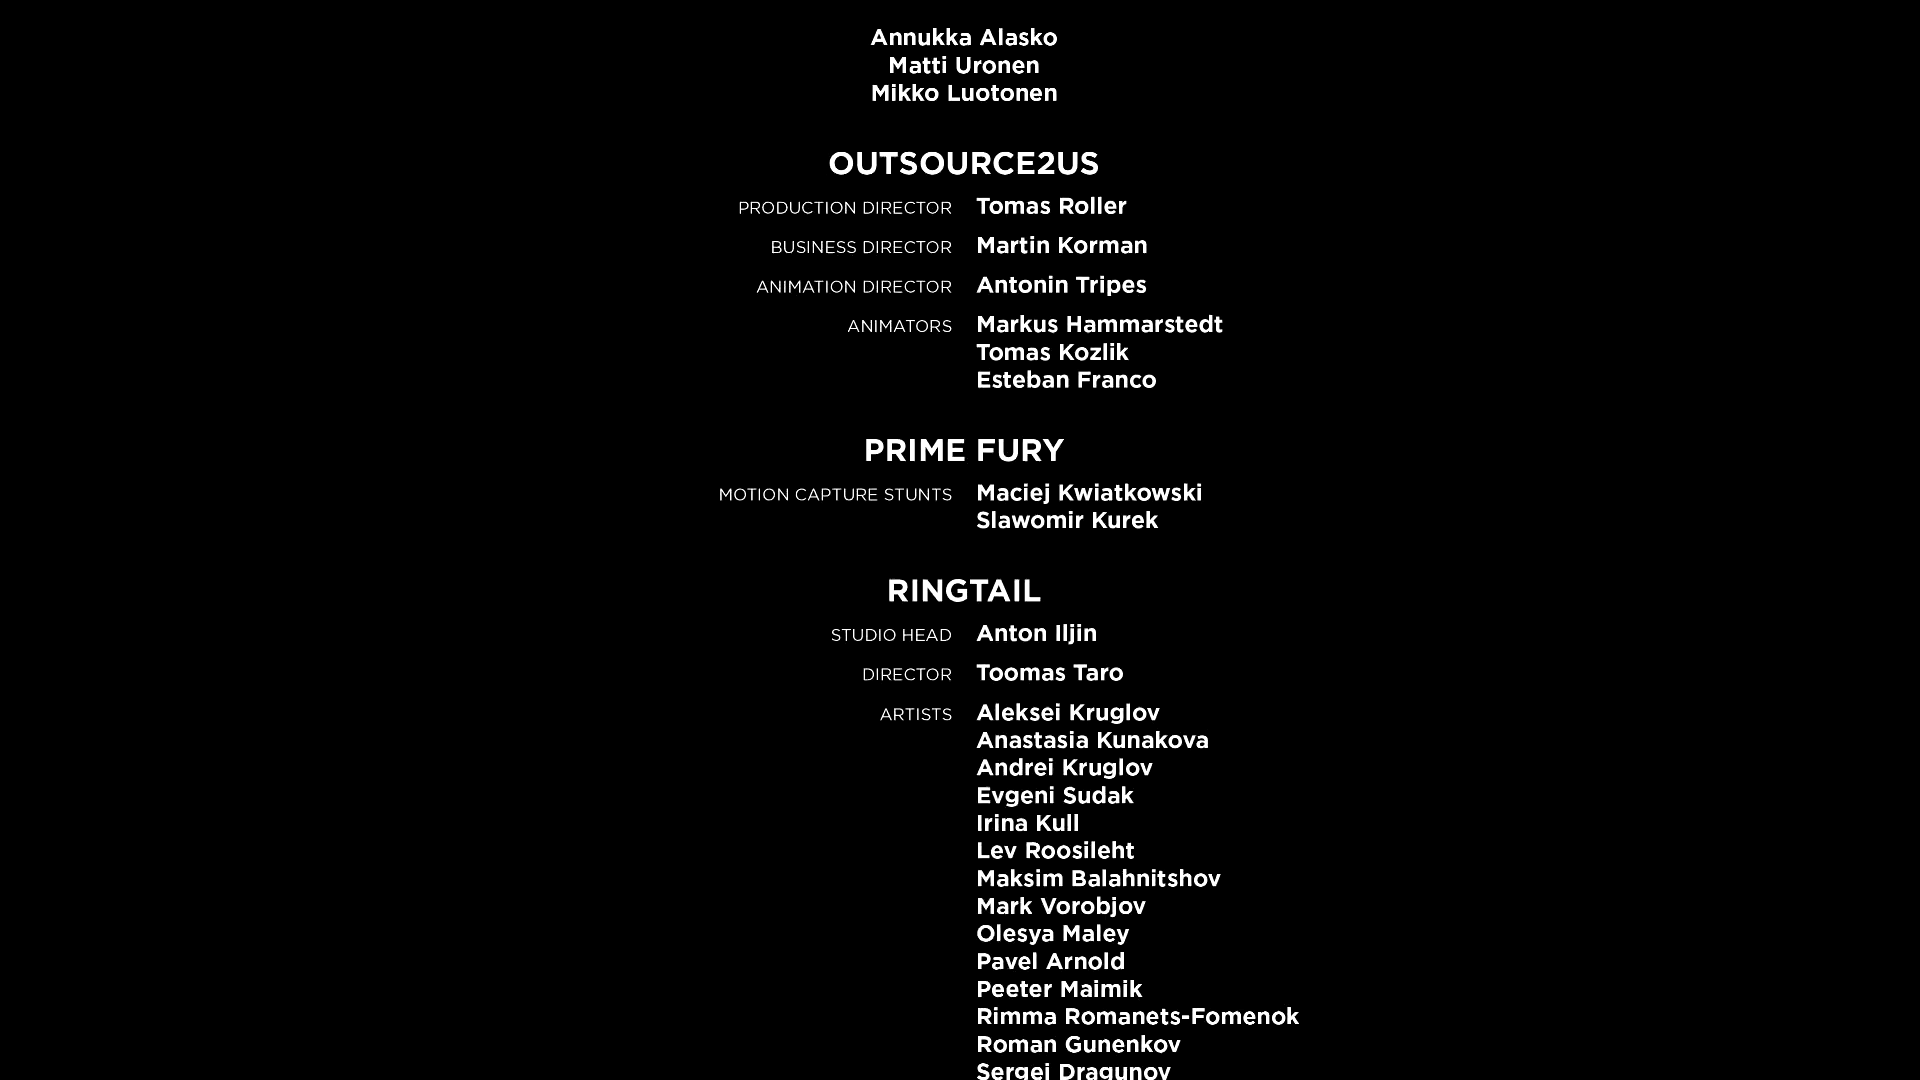 Annukka Alasko
Matti Uronen
Mikko Luotonen
OUTSOURCE2US
PRODUCTION DIRECTOR Tomas Roller
BUSINESS DIRECTOR Martin Korman
ANIMATION DIRECTOR Antonin Tripes
ANIMATORS Markus Hammarstedt
Tomas Kozlik
Esteban Franco
PRIME FURY
MOTION CAPTURE STUNTS Maciej Kwiatkowski
Slawomir Kurek
RINGTAIL
STUDIO HEAD Anton Iljin
DIRECTOR Toomas Taro
ARTISTS Aleksei Kruglov
Anastasia Kunakova
Andrei Kruglov
Evgeni Sudak
Irina Kull
Lev Roosileht
Maksim Balahnitshov
Mark Vorobjov
Olesya Maley
Pavel Arnold
Peeter Maimik
Rimma Romanets-Fomenok
Roman Gunenkov
Sergei Dragunov